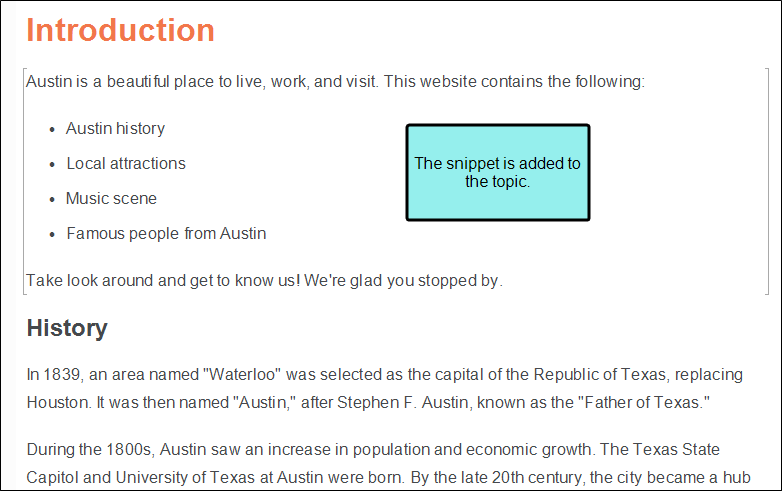 Introduction
Austin is a beautiful place to live, work, and visit. This website contains the following:
• Austin history
• Local attractions
• Music scene
• Famous people from Austin
The snippet is added to
the topic.
Take look around and get to know us! We're glad you stopped by.
History
In 1839, an area named "Waterloo" was selected as the capital of the Republic of Texas, replacing
Houston. It was then named "Austin," after Stephen F. Austin, known as the "Father of Texas."
During the 1800s, Austin saw an increase in population and economic growth. The Texas State
Capitol and University of Texas at Austin were born. By the late 20th century, the city became a hub